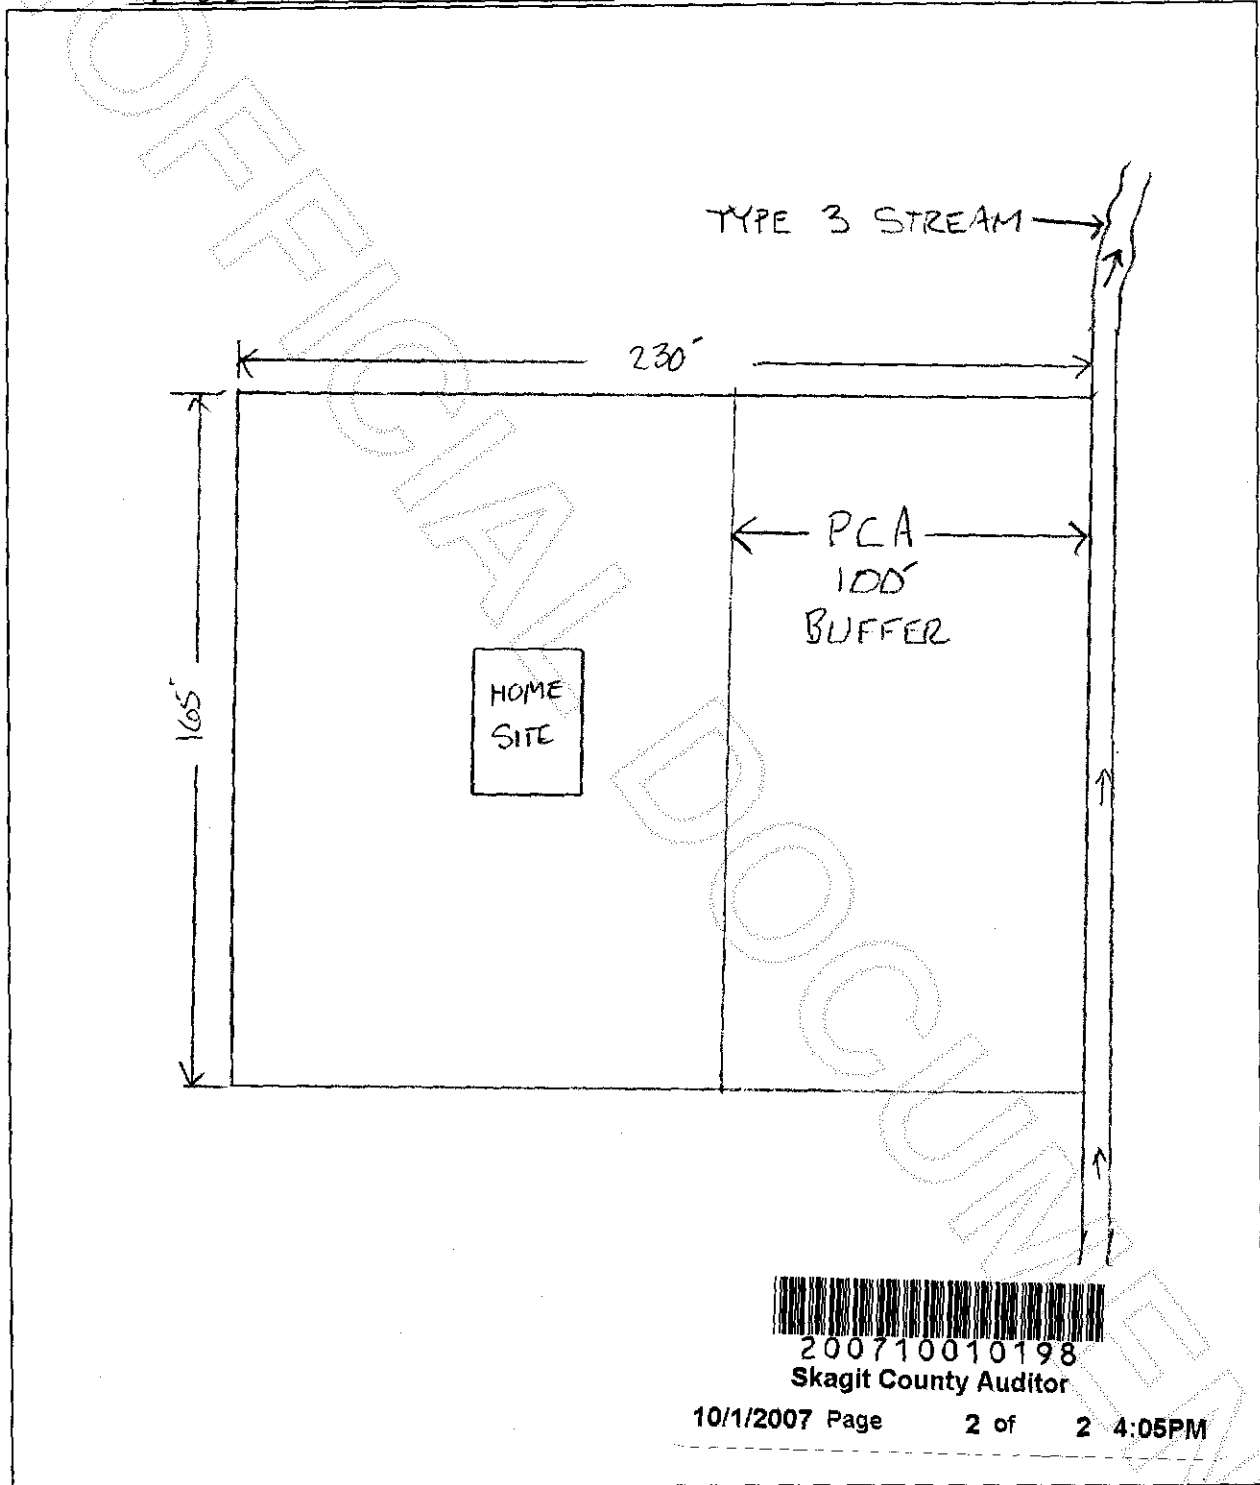 TYPE 3 STREAM
230'
PCA
100'
BUFFER
165'
HOME
SITE
OFFICIAL DOCUMEN
200710010198
Skagit County Auditor
10/1/2007 Page 2 of 2 4:05PM